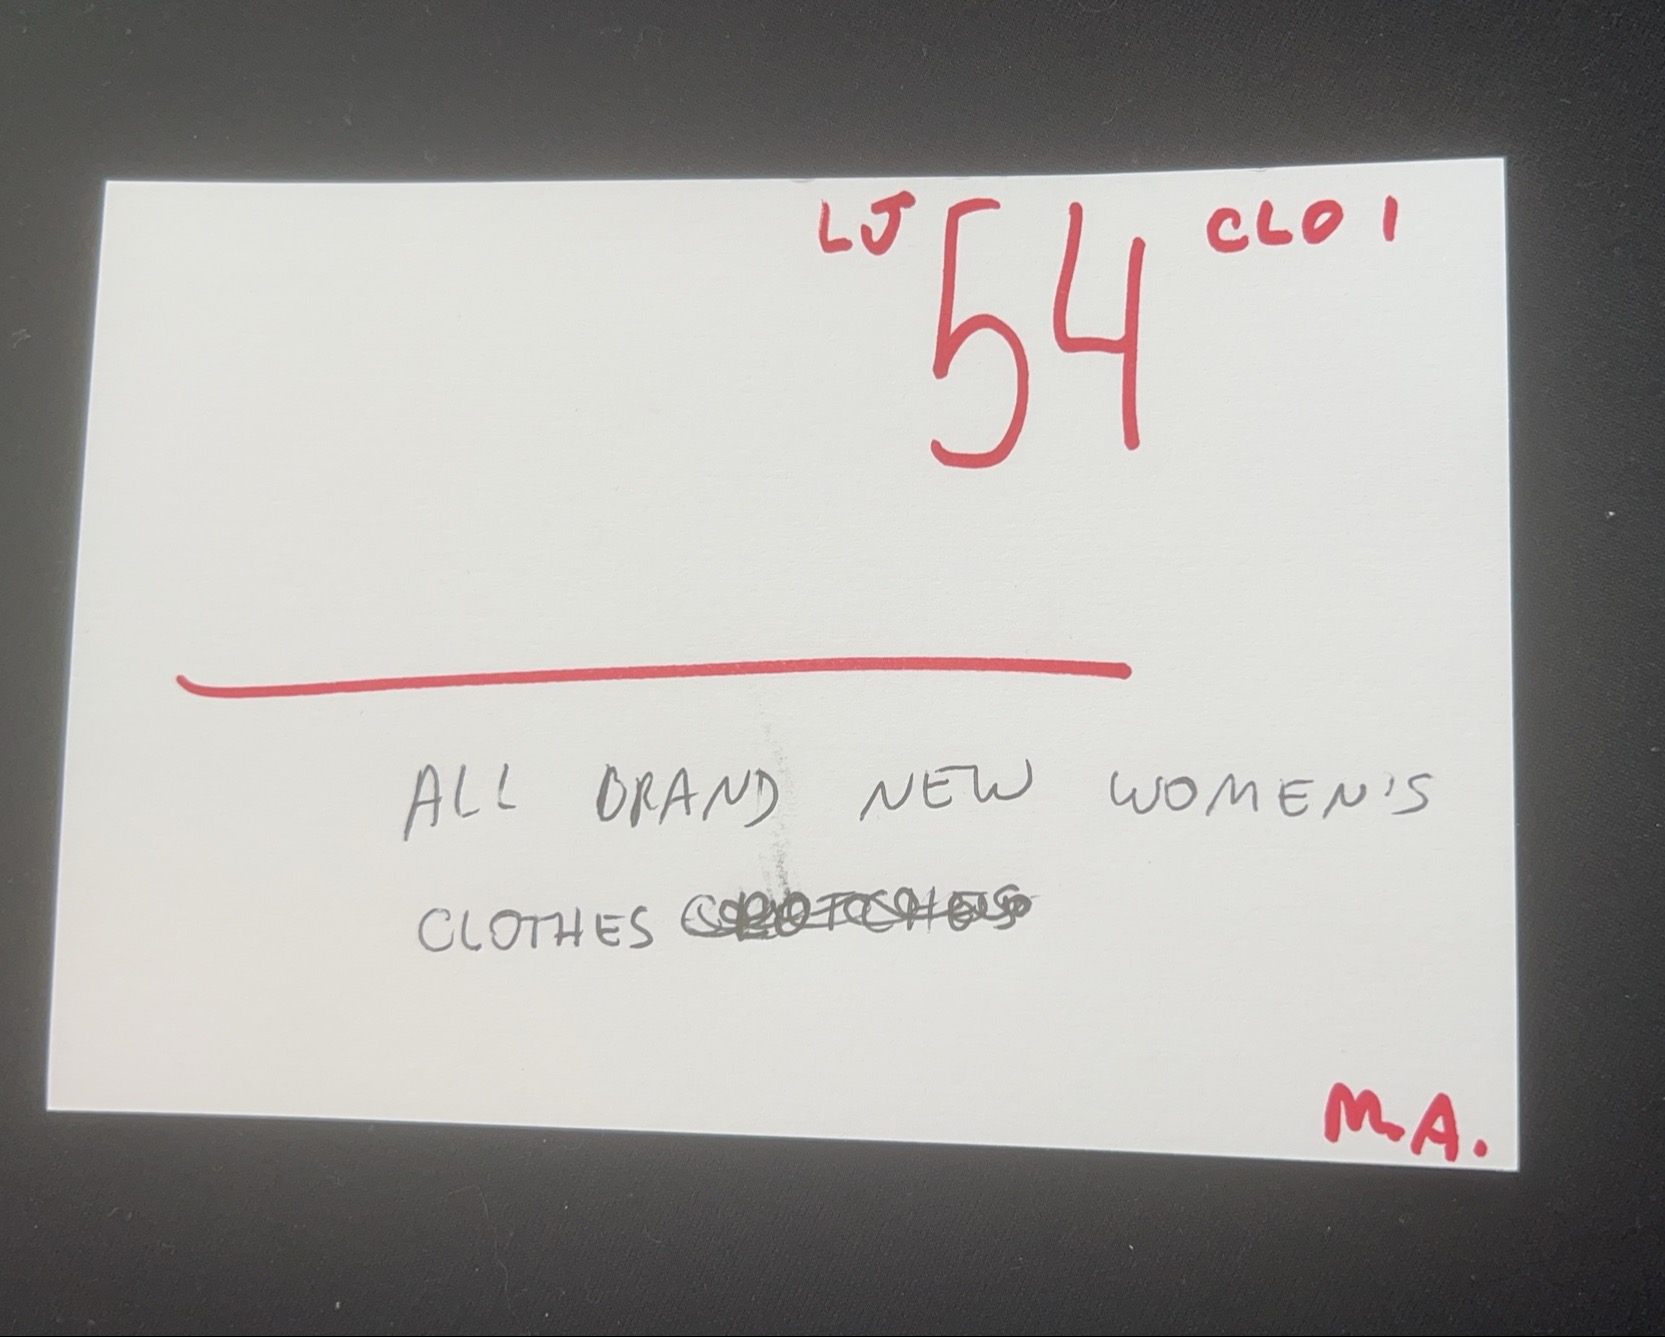 LJ 54 CLO 1
ALL BRAND NEW WOMEN'S
CLOTHES
M.A.